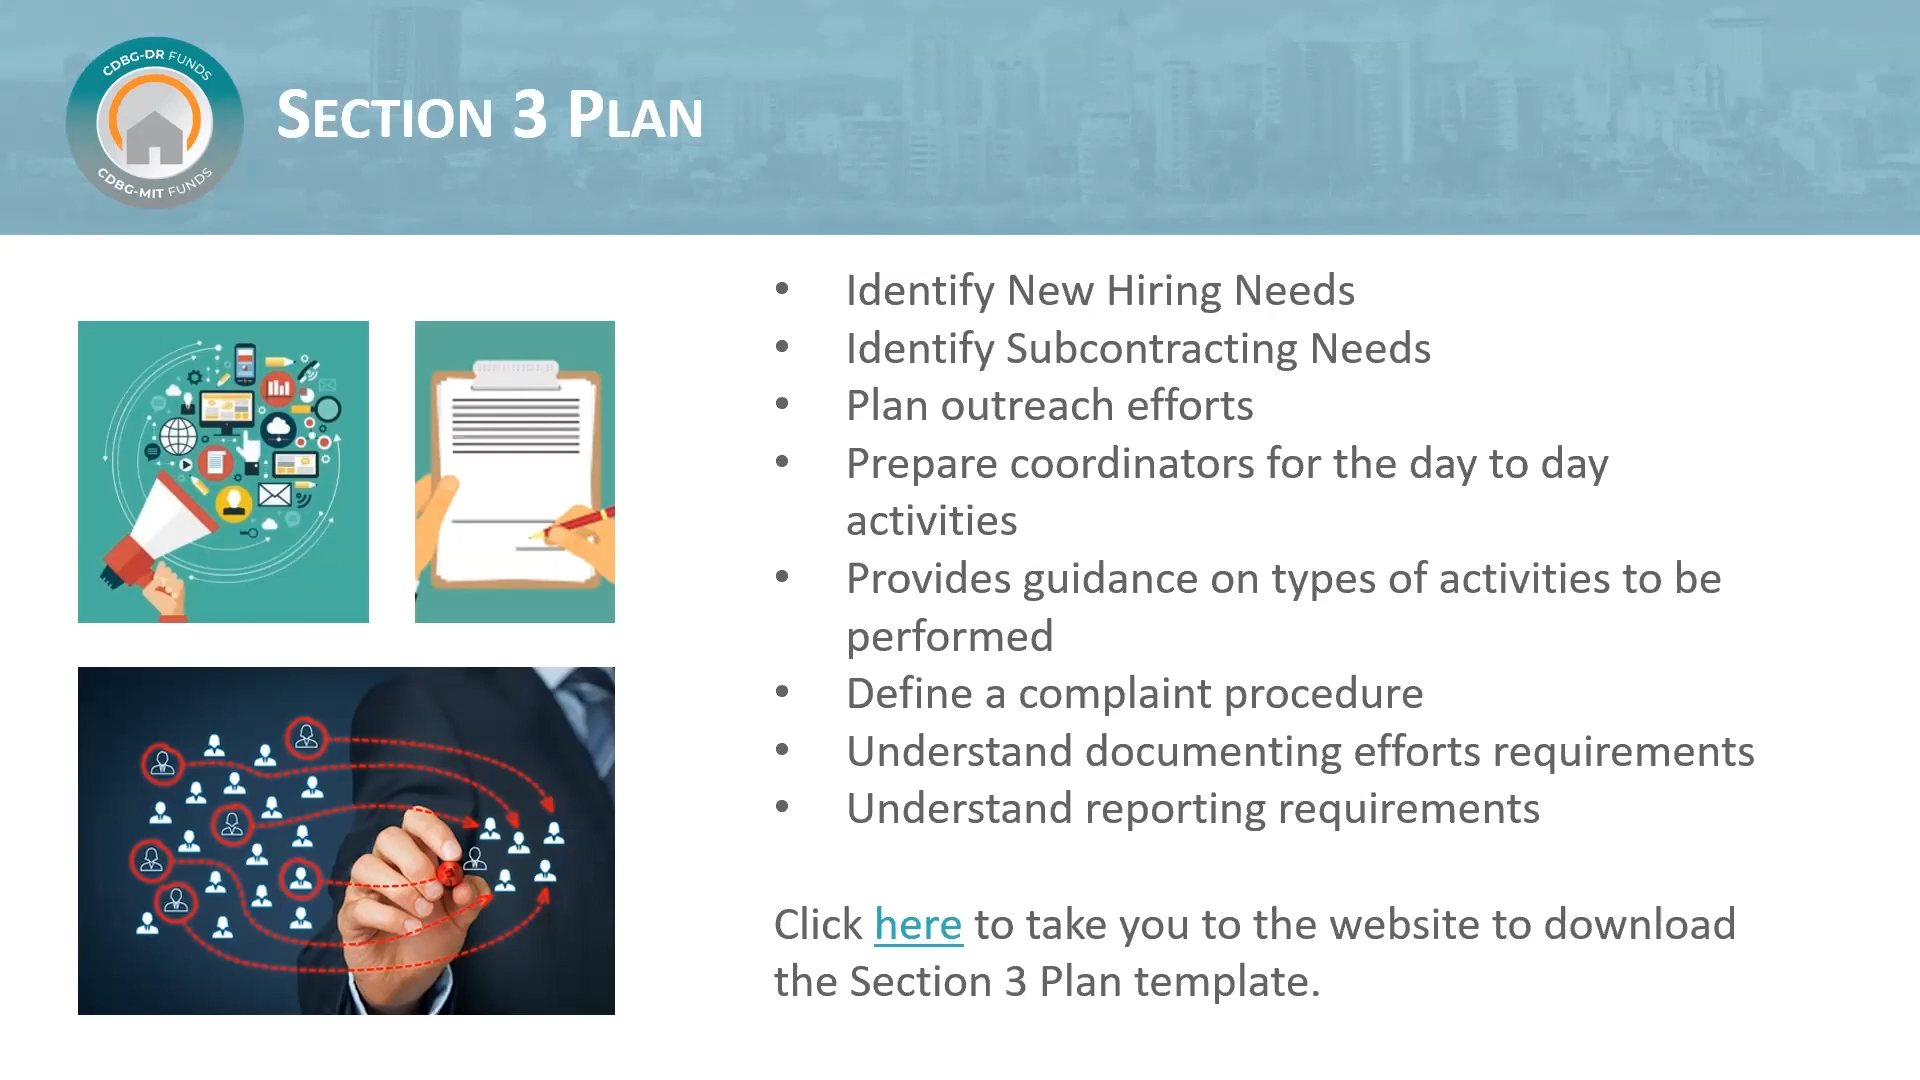 CDBG-DR FUNDS
CDBG-MIT FUNDS
SECTION 3 PLAN
• Identify New Hiring Needs
• Identify Subcontracting Needs
• Plan outreach efforts
• Prepare coordinators for the day to day
activities
• Provides guidance on types of activities to be
performed
• Define a complaint procedure
• Understand documenting efforts requirements
• Understand reporting requirements
Click here to take you to the website to download
the Section 3 Plan template.